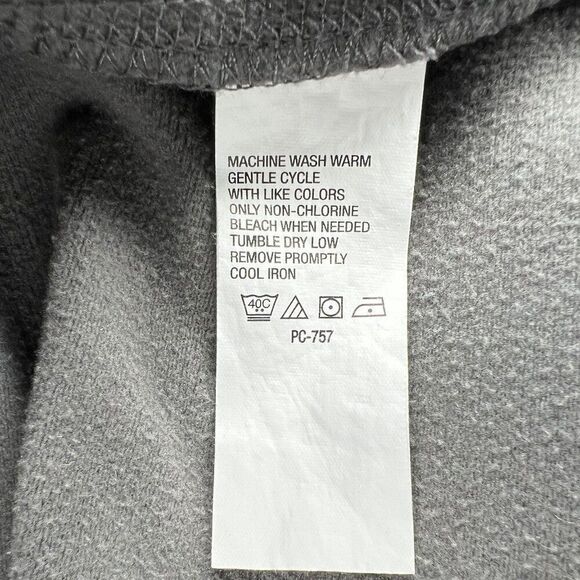 MACHINE WASH WARM
GENTLE CYCLE
WITH LIKE COLORS
ONLY NON-CHLORINE
BLEACH WHEN NEEDED
TUMBLE DRY LOW
REMOVE PROMPTLY
COOL IRON
40C
PC-757